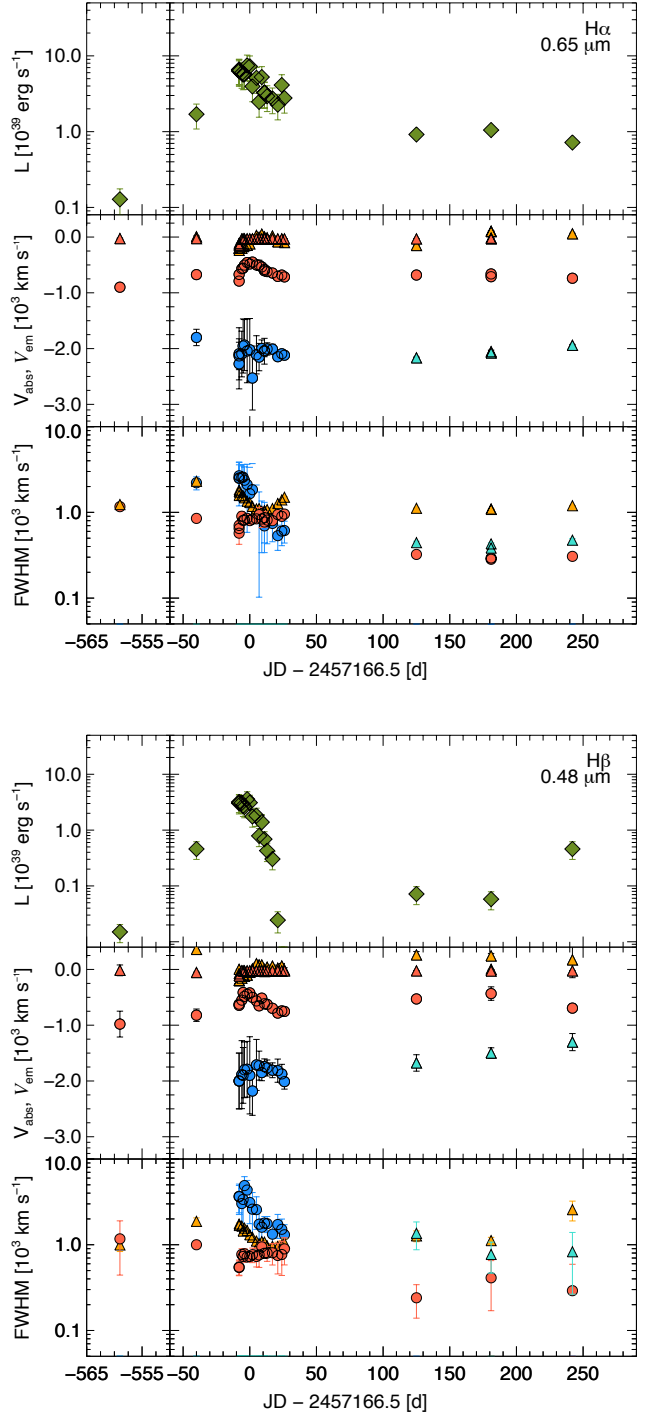 Hα
0.65 μm
10.0
1.0
0.1
L [10³⁹ erg s⁻¹]
0.0
−1.0
−2.0
−3.0
V_abs, V_em [10³ km s⁻¹]
10.0
1.0
0.1
FWHM [10³ km s⁻¹]
−565 −555 −50 0 50 100 150 200 250
JD − 2457166.5 [d]
Hβ
0.48 μm
10.0
1.0
0.1
L [10³⁹ erg s⁻¹]
0.0
−1.0
−2.0
−3.0
V_abs, V_em [10³ km s⁻¹]
10.0
1.0
0.1
FWHM [10³ km s⁻¹]
−565 −555 −50 0 50 100 150 200 250
JD − 2457166.5 [d]